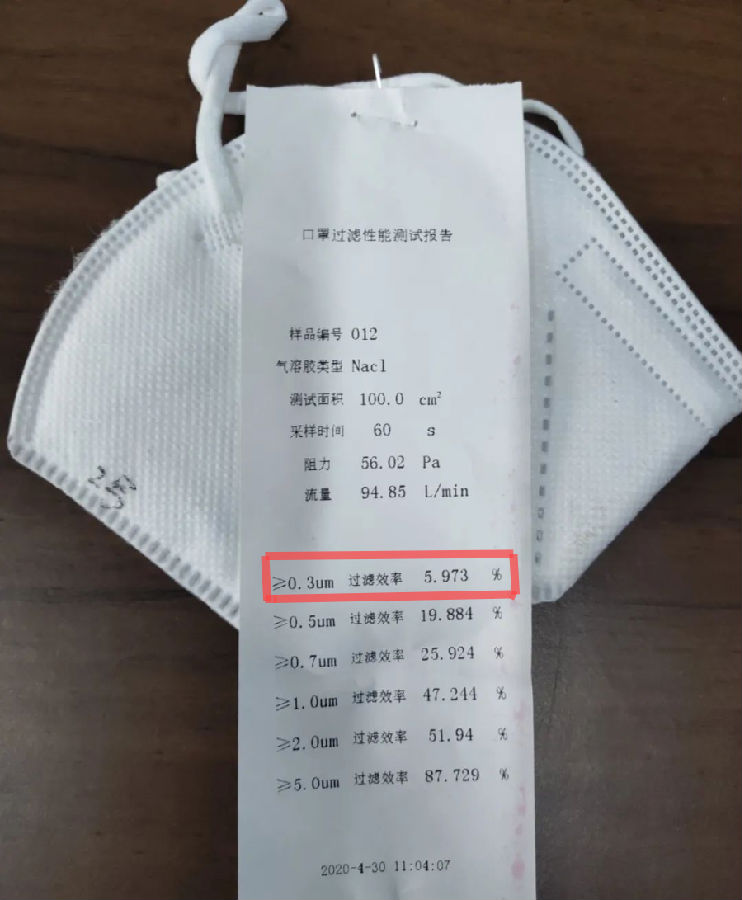 口罩过滤性能测试报告
样品编号 012
气溶胶类型 Nacl
测试面积 100.0 cm²
采样时间 60 s
阻力 56.02 Pa
流量 94.85 L/min
≥0.3um 过滤效率 5.973 %
≥0.5um 过滤效率 19.884 %
≥0.7um 过滤效率 25.924 %
≥1.0um 过滤效率 47.244 %
≥2.0um 过滤效率 51.94 %
≥5.0um 过滤效率 87.729 %
2020-4-30 11:04:07
2号